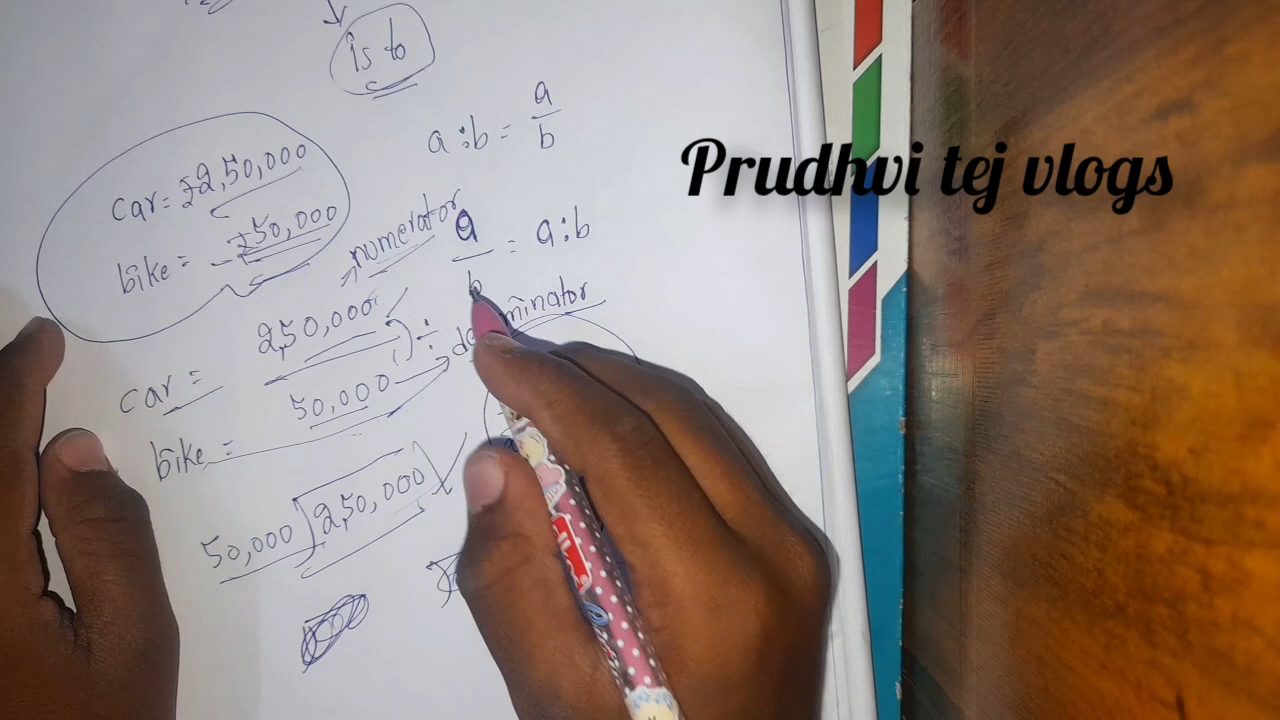 is to
a:b = a/b
car = ₹2,50,000
bike = ₹50,000
numerator
a/b = a:b
2,50,000
÷
car =
50,000
bike =
50,000)2,50,000(
Prudhvi tej vlogs